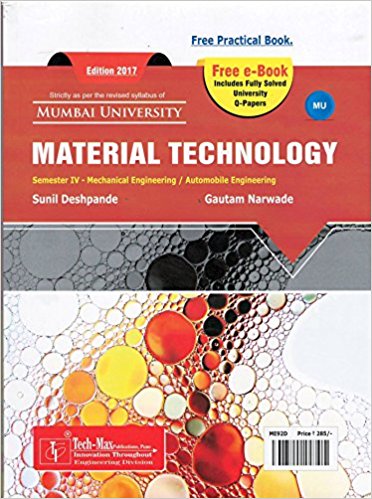 Free Practical Book.
Edition 2017
Free e-Book
Includes Fully Solved
University
Q-Papers
MU
Strictly as per the revised syllabus of
MUMBAI UNIVERSITY
MATERIAL TECHNOLOGY
Semester IV - Mechanical Engineering / Automobile Engineering
Sunil Deshpande
Gautam Narwade
Tech-Max
Publications, Pune
Innovation Throughout
Engineering Division
ME92D Price ₹ 285/-